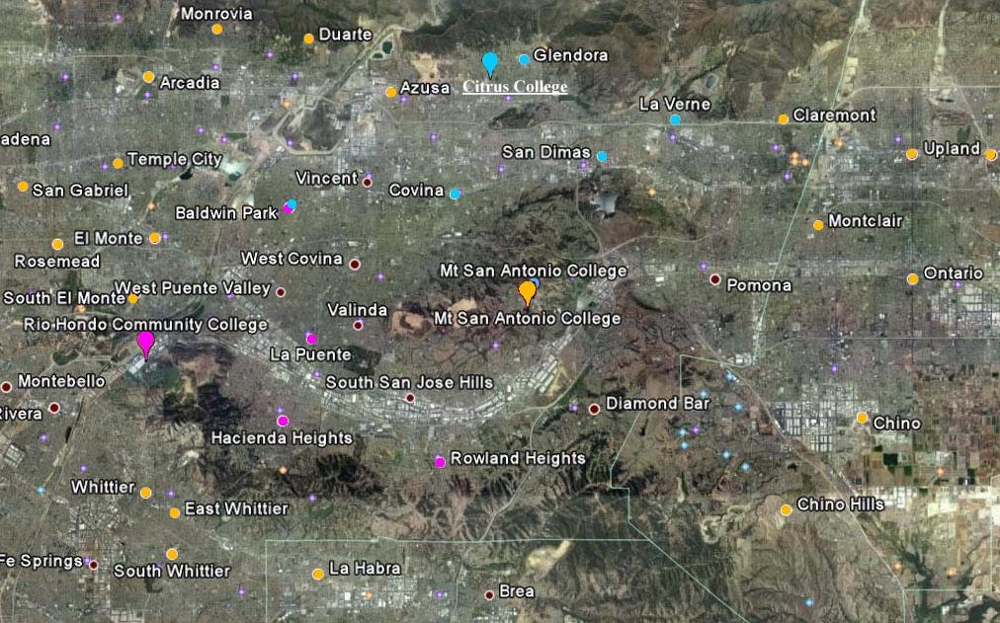 Monrovia
Duarte
Glendora
Arcadia
Azusa
Citrus College
La Verne
Claremont
adena
Temple City
San Dimas
Upland
San Gabriel
Vincent
Covina
Baldwin Park
Montclair
El Monte
Rosemead
West Covina
Mt San Antonio College
Pomona
Ontario
South El Monte
West Puente Valley
Valinda
Mt San Antonio College
Rio Hondo Community College
La Puente
Montebello
South San Jose Hills
Rivera
Diamond Bar
Hacienda Heights
Chino
Rowland Heights
Whittier
East Whittier
Chino Hills
Fe Springs
South Whittier
La Habra
Brea